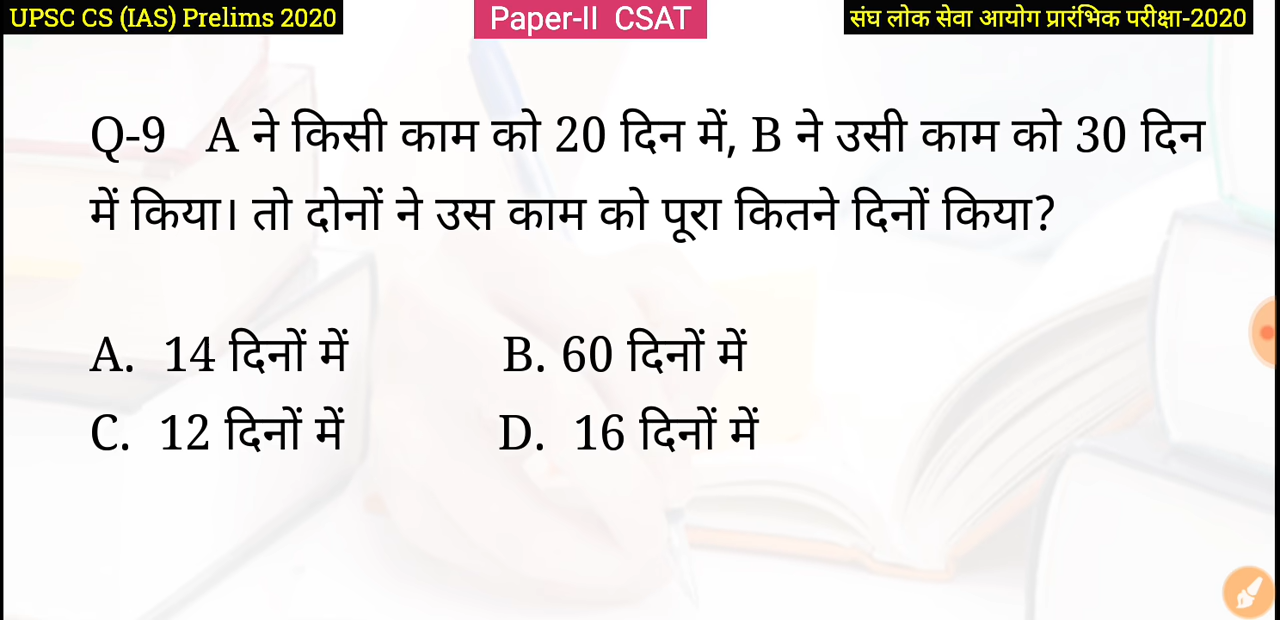 UPSC CS (IAS) Prelims 2020
Paper-II CSAT
संघ लोक सेवा आयोग प्रारंभिक परीक्षा-2020
Q-9 A ने किसी काम को 20 दिन में, B ने उसी काम को 30 दिन
में किया। तो दोनों ने उस काम को पूरा कितने दिनों किया?
A. 14 दिनों में B. 60 दिनों में
C. 12 दिनों में D. 16 दिनों में